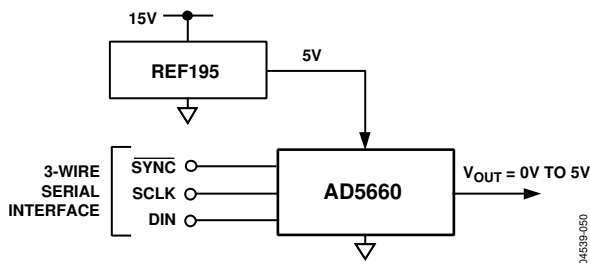 15V
REF195
5V
3-WIRE
SERIAL
INTERFACE
SYNC
SCLK
DIN
AD5660
VOUT = 0V TO 5V
04539-050